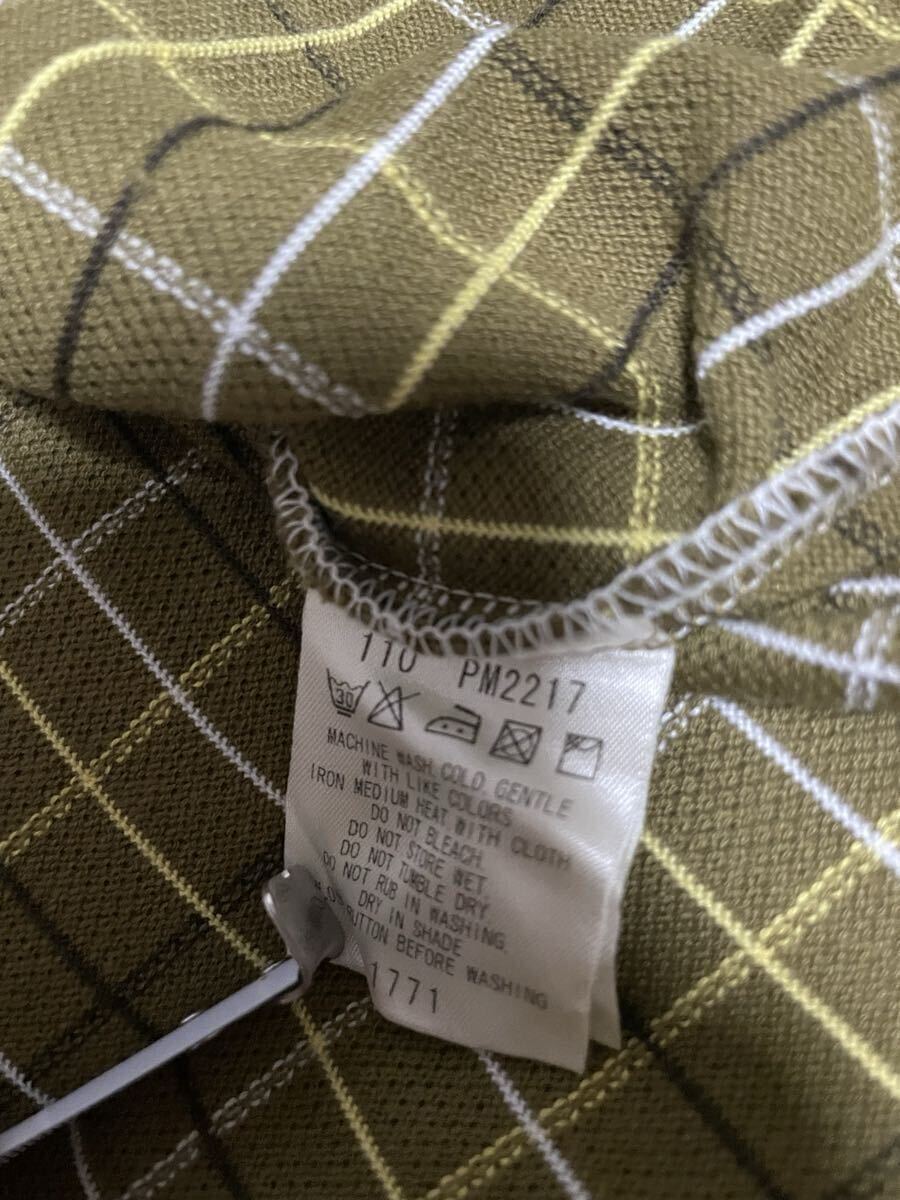 110 PM2217
30
MACHINE WASH, COLD, GENTLE
WITH LIKE COLORS
IRON MEDIUM HEAT WITH CLOTH
DO NOT BLEACH.
DO NOT STORE WET.
DO NOT TUMBLE DRY.
DO NOT RUB IN WASHING.
DRY IN SHADE
BUTTON BEFORE WASHING
1771